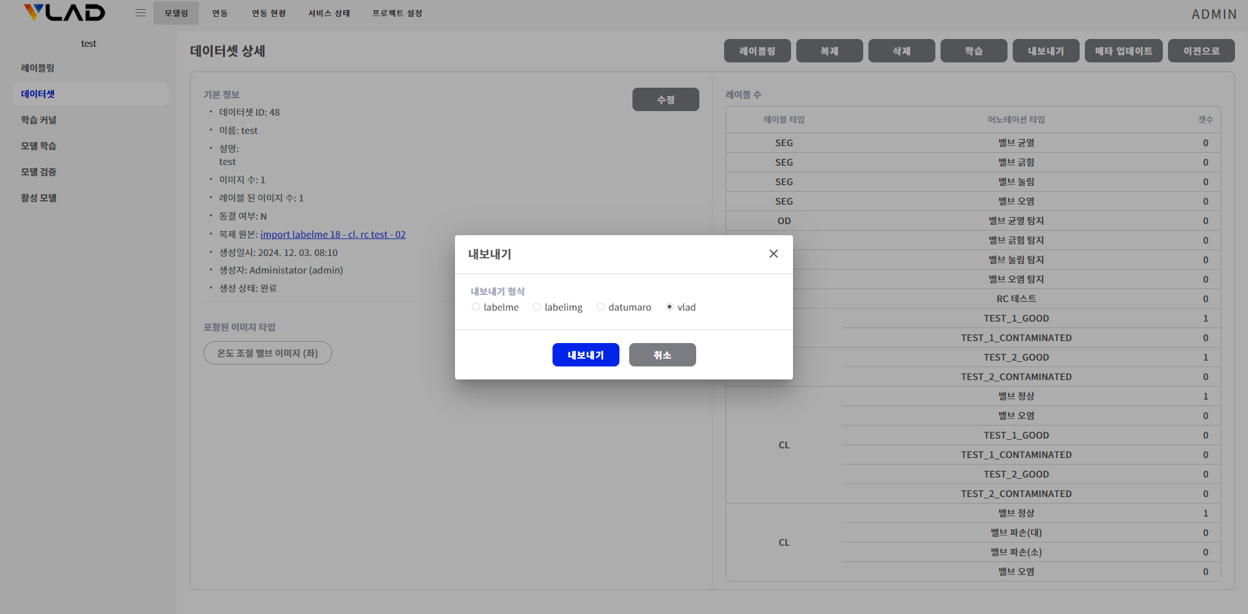 VLAD
모델링
연동
연동 현황
서비스 상태
프로젝트 설정
ADMIN
test
레이블링
데이터셋
학습 커널
모델 학습
모델 검증
활성 모델
데이터셋 상세
레이블링
복제
삭제
학습
내보내기
메타 업데이트
이전으로
기본 정보
수정
· 데이터셋 ID: 48
· 이름: test
· 설명:
test
· 이미지 수: 1
· 레이블 된 이미지 수: 1
· 동결 여부: N
· 복제 원본: import labelme 18 - cl, rc test - 02
· 생성일시: 2024. 12. 03. 08:10
· 생성자: Administator (admin)
· 생성 상태: 완료
포함된 이미지 타입
온도 조절 밸브 이미지 (좌)
레이블 수
레이블 타입 어노테이션 타입 갯수
SEG 밸브 균열 0
SEG 밸브 긁힘 0
SEG 밸브 눌림 0
SEG 밸브 오염 0
OD 밸브 균열 탐지 0
밸브 긁힘 탐지 0
밸브 눌림 탐지 0
밸브 오염 탐지 0
RC 테스트 0
TEST_1_GOOD 1
TEST_1_CONTAMINATED 0
TEST_2_GOOD 1
TEST_2_CONTAMINATED 0
밸브 정상 1
밸브 오염 0
TEST_1_GOOD 0
CL
TEST_1_CONTAMINATED 0
TEST_2_GOOD 0
TEST_2_CONTAMINATED 0
밸브 정상 1
밸브 파손(대) 0
CL
밸브 파손(소) 0
밸브 오염 0
내보내기
내보내기 형식
labelme labelimg datumaro vlad
내보내기 취소